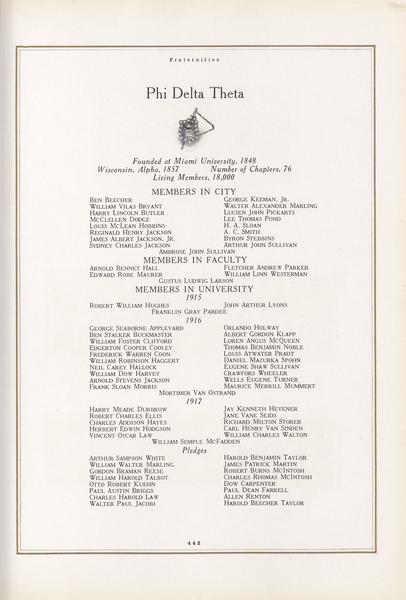 Fraternities
Phi Delta Theta
Founded at Miami University, 1848
Wisconsin, Alpha, 1857 Number of Chapters, 76
Living Members, 18,000
MEMBERS IN CITY
BEN BEECHER GEORGE KEENAN, JR.
WILLIAM VILAS BRYANT WALTER ALEXANDER MARLING
HARRY LINCOLN BUTLER LUCIEN JOHN PICKARTS
MCCLELLEN DODGE LEE THOMAS POND
LOUIS MCLEAN HOBBINS H. A. SLOAN
REGINALD HENRY JACKSON A. C. SMITH
JAMES ALBERT JACKSON, JR. BYRON STEBBINS
SYDNEY CHARLES JACKSON ARTHUR JOHN SULLIVAN
AMBROSE JOHN SULLIVAN
MEMBERS IN FACULTY
ARNOLD BENNET HALL FLETCHER ANDREW PARKER
EDWARD ROBE MAURER WILLIAM LINN WESTERMAN
GUSTUS LUDWIG LARSON
MEMBERS IN UNIVERSITY
1915
ROBERT WILLIAM HUGHES JOHN ARTHUR LYONS
FRANKLIN GRAY PARDEE
1916
GEORGE SEABORNE APPLEYARD ORLANDO HOLWAY
BEN STALKER BUCKMASTER ALBERT GORDON KLAPP
WILLIAM FOSTER CLIFFORD LOREN ANGUS MCQUEEN
EDGERTON COOPER COOLEY THOMAS BENJAMIN NOBLE
FREDERICK WARREN COON LOUIS ATWATER PRADT
WILLIAM ROBINSON HAGGERT DANIEL MAZURKA SPOHN
NEIL CAREY HALLOCK EUGENE SHAW SULLIVAN
WILLIAM DOW HARVEY CRAWFORS WHEELER
ARNOLD STEVENS JACKSON WELLS EUGENE TURNER
FRANK SLOAN MORRIS MAURICE MERRILL MUMMERT
MORTIMER VAN OSTRAND
1917
HARRY MEADE DURBROW JAY KENNETH HEVENER
ROBERT CHARLES ELLIS JANE VANE SEIDS
CHARLES ADDISON HAYES RICHARD MILTON STORER
HERBERT EDWIN HODGSON CARL HENRY VAN SINDEN
VINCENT OSCAR LAW WILLIAM CHARLES WALTON
WILLIAM SEMPLE MCFADDEN
Pledges
ARTHUR SAMPSON WHITE HAROLD BENJAMIN TAYLOR
WILLIAM WALTER MARLING JAMES PATRICK MARTIN
GORDON BRAMAN REESE ROBERT BURNS MCINTOSH
WILLIAM HAROLD TALBOT CHARLES RHOMAS MCINTOSH
OTTO ROBERT KUEHN DOW CARPENTER
PAUL AUSTIN BRIGGS PAUL DEAN FARRELL
CHARLES HAROLD LAW ALLEN RENTON
WALTER PAUL JACOBI HAROLD BEECHER TAYLOR
443